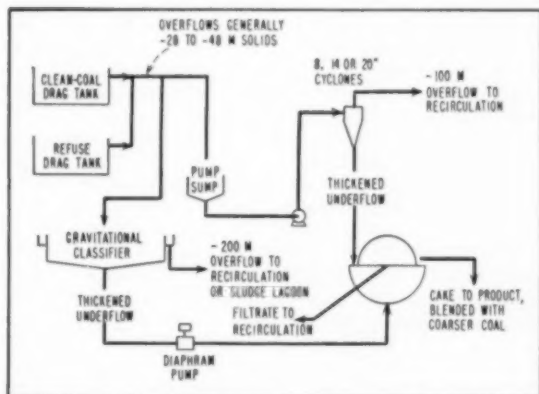 OVERFLOWS GENERALLY
-28 TO -48 M SOLIDS
CLEAN-COAL
DRAG TANK
8, 14 OR 20"
CYCLONES
-100 M
OVERFLOW TO
RECIRCULATION
REFUSE
DRAG TANK
PUMP
SUMP
THICKENED
UNDERFLOW
GRAVITATIONAL
CLASSIFIER
-200 M
OVERFLOW TO
RECIRCULATION
OR SLUDGE LAGOON
THICKENED
UNDERFLOW
FILTRATE TO
RECIRCULATION
CAKE TO PRODUCT,
BLENDED WITH
COARSER COAL
DIAPHRAM
PUMP